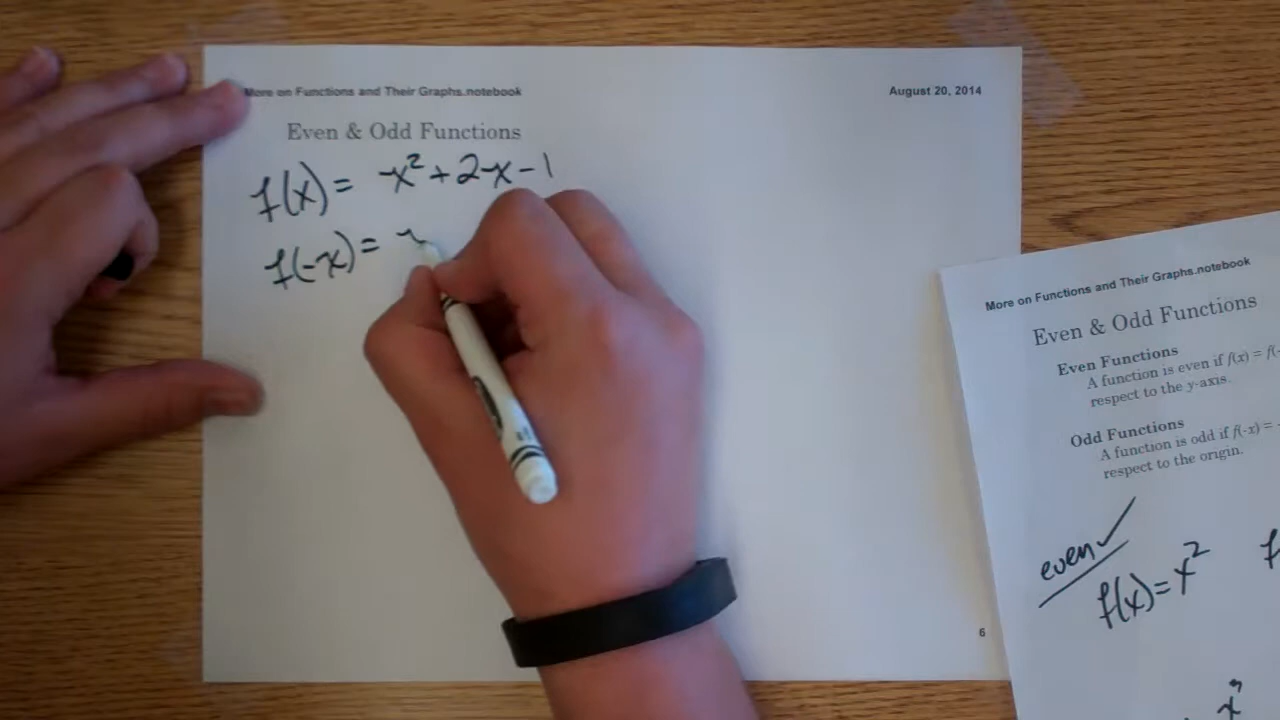 More on Functions and Their Graphs.notebook
August 20, 2014
Even & Odd Functions
f(x) = x² + 2x - 1
f(-x) =
6
More on Functions and Their Graphs.notebook
Even & Odd Functions
Even Functions
A function is even if f(x) = f(-
respect to the y-axis.
Odd Functions
A function is odd if f(-x) = -
respect to the origin.
even ✓
f(x) = x²
f
x³